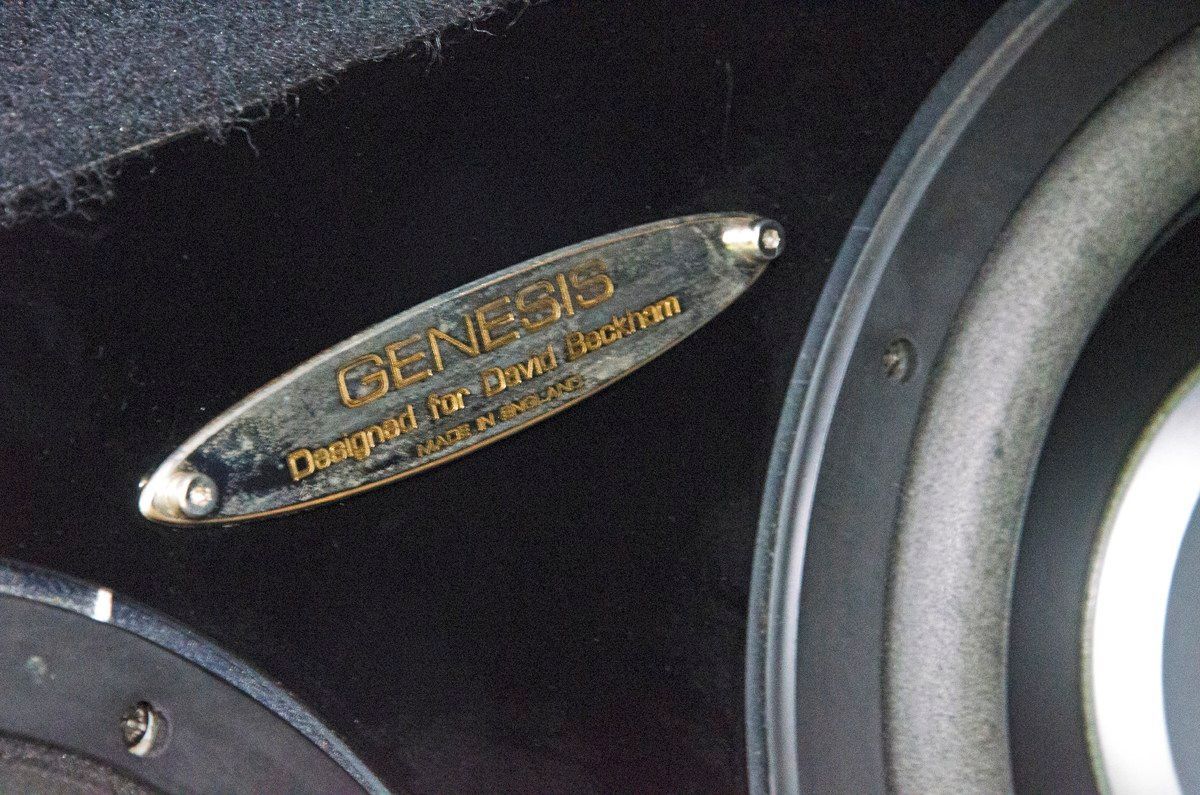 GENESIS
Designed for David Beckham
MADE IN ENGLAND